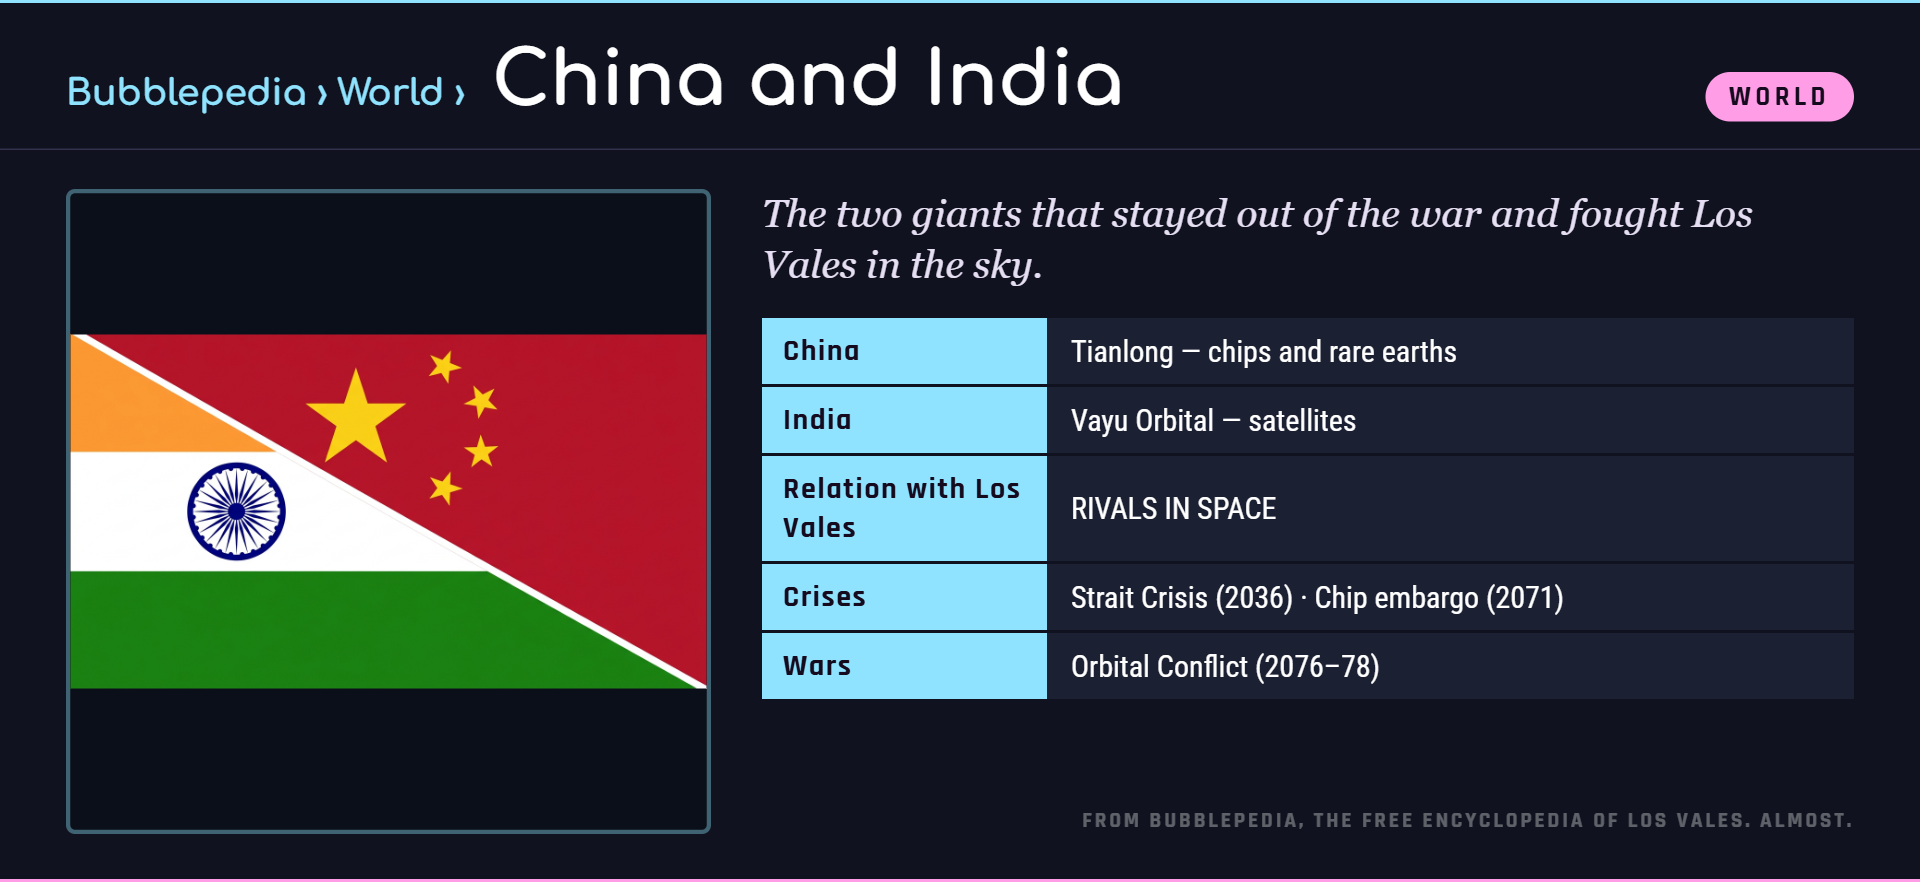 Bubblepedia › World › China and India
WORLD
The two giants that stayed out of the war and fought Los
Vales in the sky.
China Tianlong — chips and rare earths
India Vayu Orbital — satellites
Relation with Los
Vales RIVALS IN SPACE
Crises Strait Crisis (2036) · Chip embargo (2071)
Wars Orbital Conflict (2076–78)
FROM BUBBLEPEDIA, THE FREE ENCYCLOPEDIA OF LOS VALES. ALMOST.